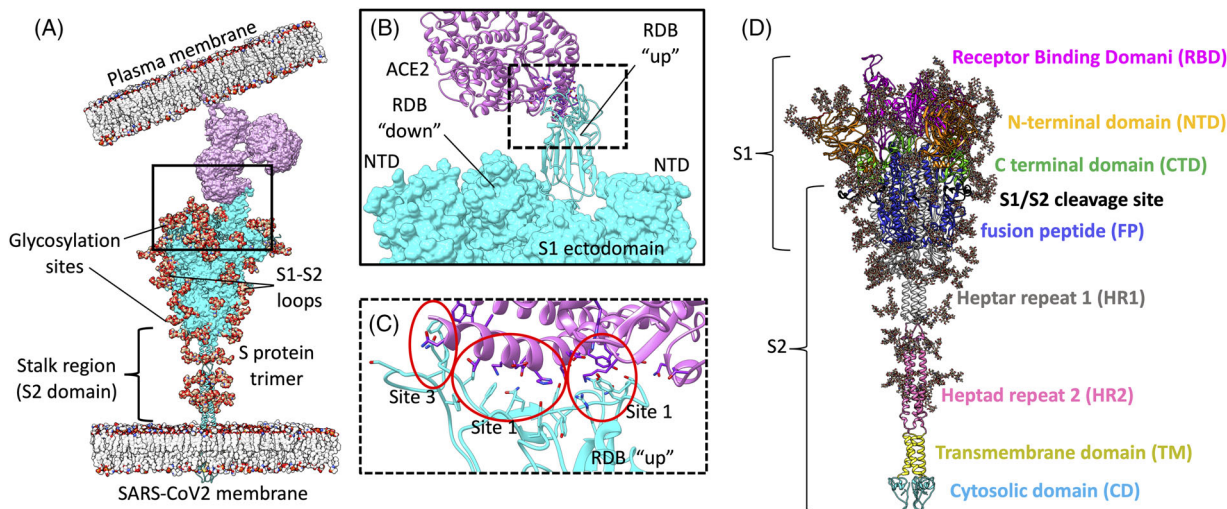 (A)
Plasma membrane
Glycosylation
sites
S1-S2
loops
Stalk region
(S2 domain)
S protein
trimer
SARS-CoV2 membrane
(B)
ACE2
RDB
"up"
RDB
"down"
NTD
NTD
S1 ectodomain
(C)
Site 3
Site 1
Site 1
RDB "up"
(D)
S1
S2
Receptor Binding Domani (RBD)
N-terminal domain (NTD)
C terminal domain (CTD)
S1/S2 cleavage site
fusion peptide (FP)
Heptar repeat 1 (HR1)
Heptad repeat 2 (HR2)
Transmembrane domain (TM)
Cytosolic domain (CD)